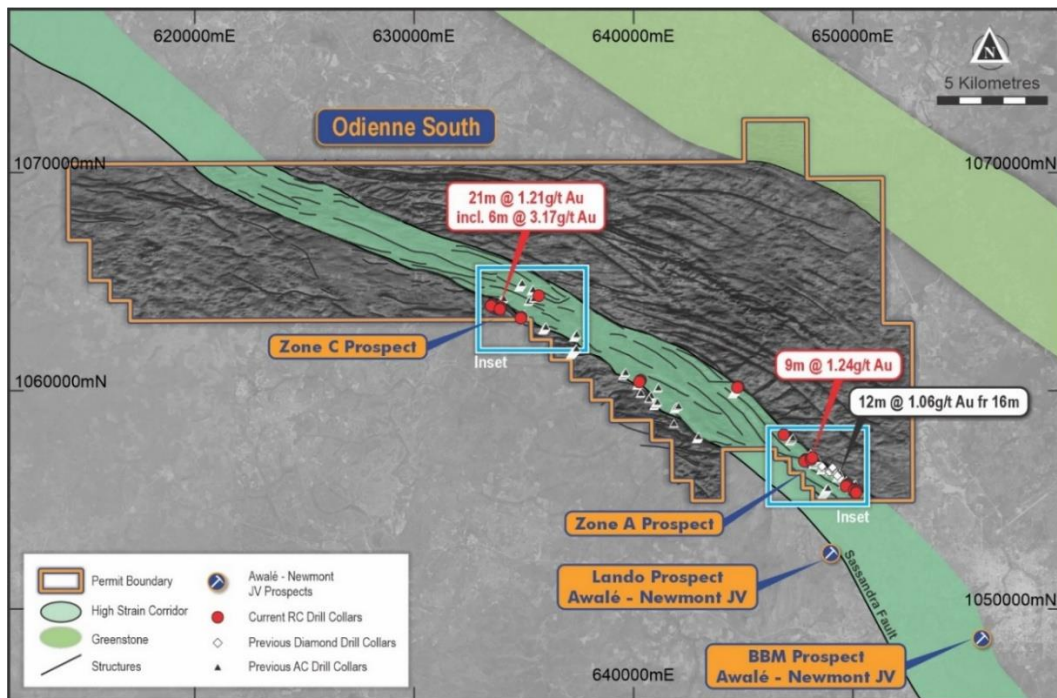 620000mE
630000mE
640000mE
650000mE
N
5 Kilometres
Odienne South
1070000mN
1070000mN
21m @ 1.21g/t Au
incl. 6m @ 3.17g/t Au
Zone C Prospect
Inset
1060000mN
1060000mN
9m @ 1.24g/t Au
12m @ 1.06g/t Au fr 16m
Zone A Prospect
Inset
Lando Prospect
Awalé - Newmont JV
Sassandra Fault
1050000mN
BBM Prospect
Awalé - Newmont JV
640000mE
Permit Boundary
High Strain Corridor
Greenstone
Structures
Awalé - Newmont
JV Prospects
Current RC Drill Collars
Previous Diamond Drill Collars
Previous AC Drill Collars